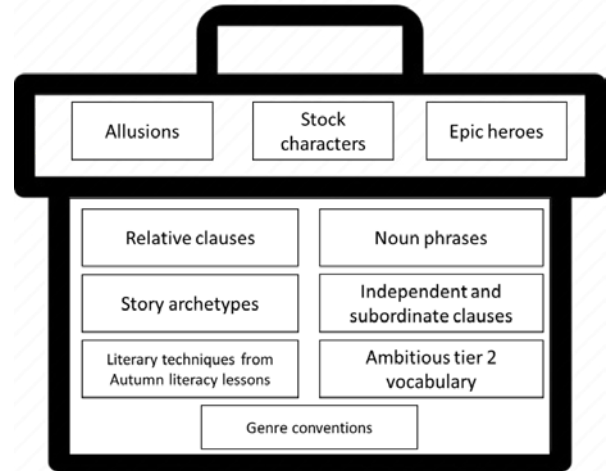 Allusions
Stock
characters
Epic heroes
Relative clauses
Noun phrases
Story archetypes
Independent and
subordinate clauses
Literary techniques from
Autumn literacy lessons
Ambitious tier 2
vocabulary
Genre conventions